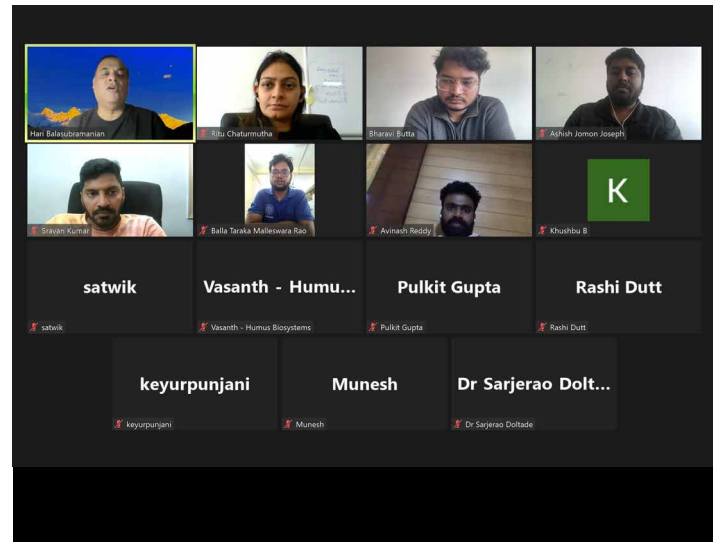 Hari Balasubramanian
Ritu Chaturmutha
Bharavi Butta
Ashish Jomon Joseph
Sravan Kumar
Balla Taraka Malleswara Rao
Avinash Reddy
K
Khushbu B
satwik
satwik
Vasanth - Humu...
Vasanth - Humus Biosystems
Pulkit Gupta
Pulkit Gupta
Rashi Dutt
Rashi Dutt
keyurpunjani
keyurpunjani
Munesh
Munesh
Dr Sarjerao Dolt...
Dr Sarjerao Doltade